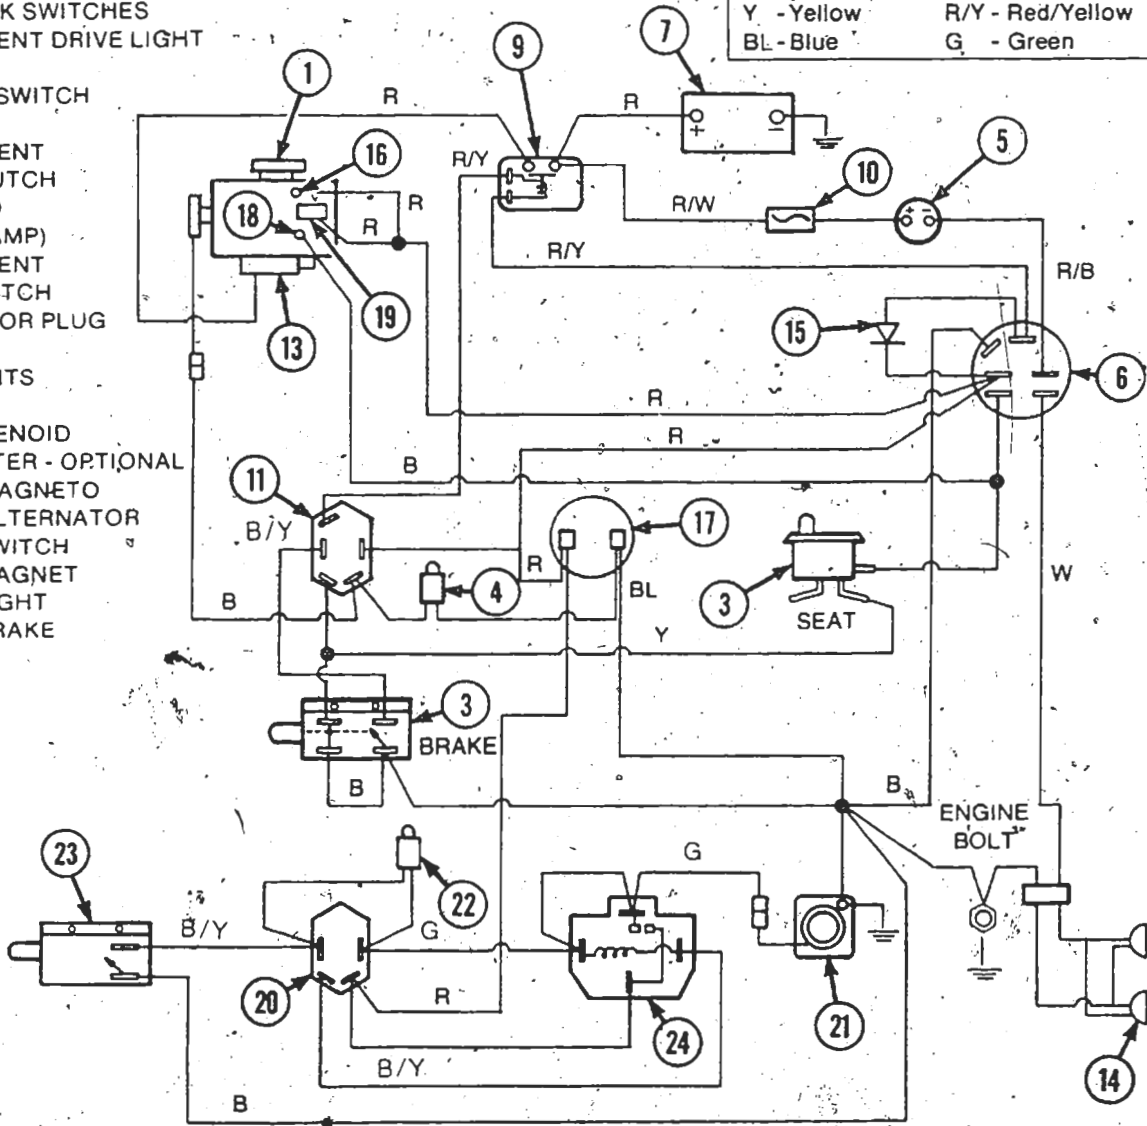 K SWITCHES
ENT DRIVE LIGHT
SWITCH
ENT
UTCH
AMP)
ENT
TCH
OR PLUG
ITS
ENOID
TER - OPTIONAL
AGNETO
LTERNATOR
WITCH
AGNET
GHT
RAKE
Y - Yellow R/Y - Red/Yellow
BL - Blue G - Green
7
9
1
R
R
+ −
5
16
R/Y
10
18
R
R
R/W
+ −
R/Y
R/B
13
19
15
6
R
R
B
11
B/Y
17
4
R
BL
3
W
B
SEAT
Y
3
BRAKE
B
B
ENGINE
BOLT
23
G
22
B/Y
G
20
R
24
21
B/Y
14
B